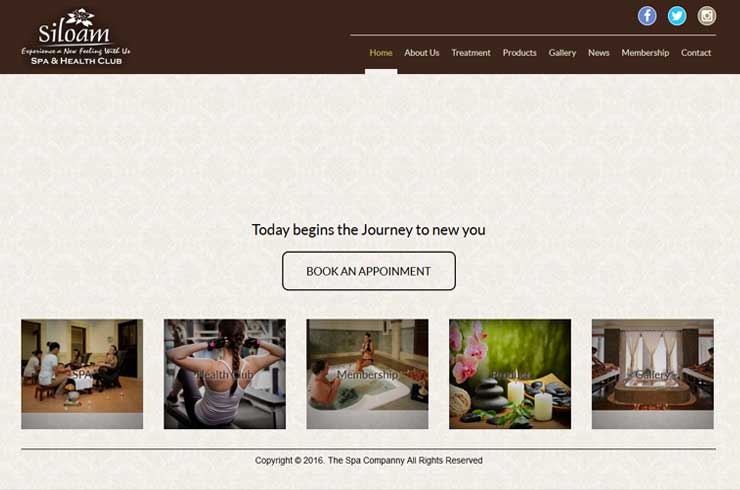 Siloam
Experience a New Feeling With Us
SPA & HEALTH CLUB
Home About Us Treatment Products Gallery News Membership Contact
Today begins the Journey to new you
BOOK AN APPOINMENT
SPA Health Club Membership Product Gallery
Copyright © 2016. The Spa Companny All Rights Reserved